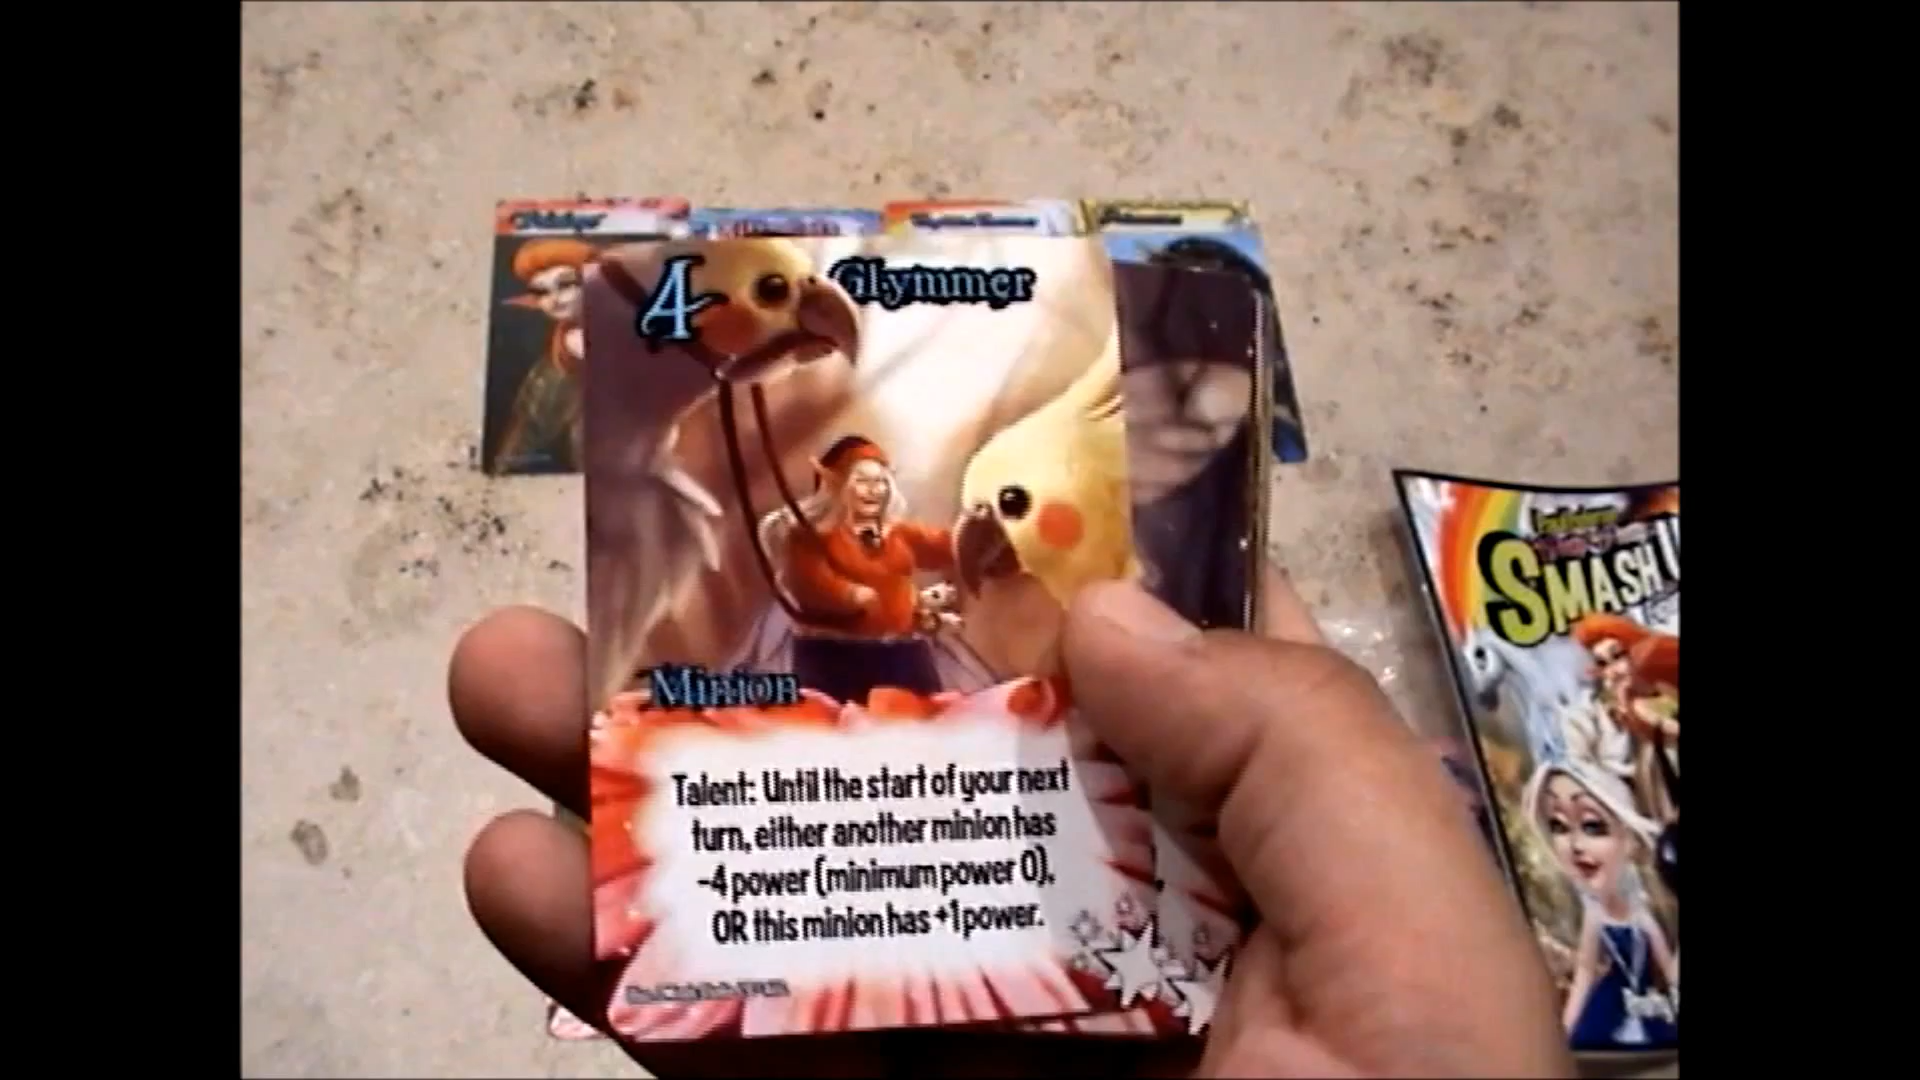 4 Glymmer
Minion
Talent: Until the start of your next
turn, either another minion has
-4 power (minimum power 0),
OR this minion has +1 power.
SMASH U